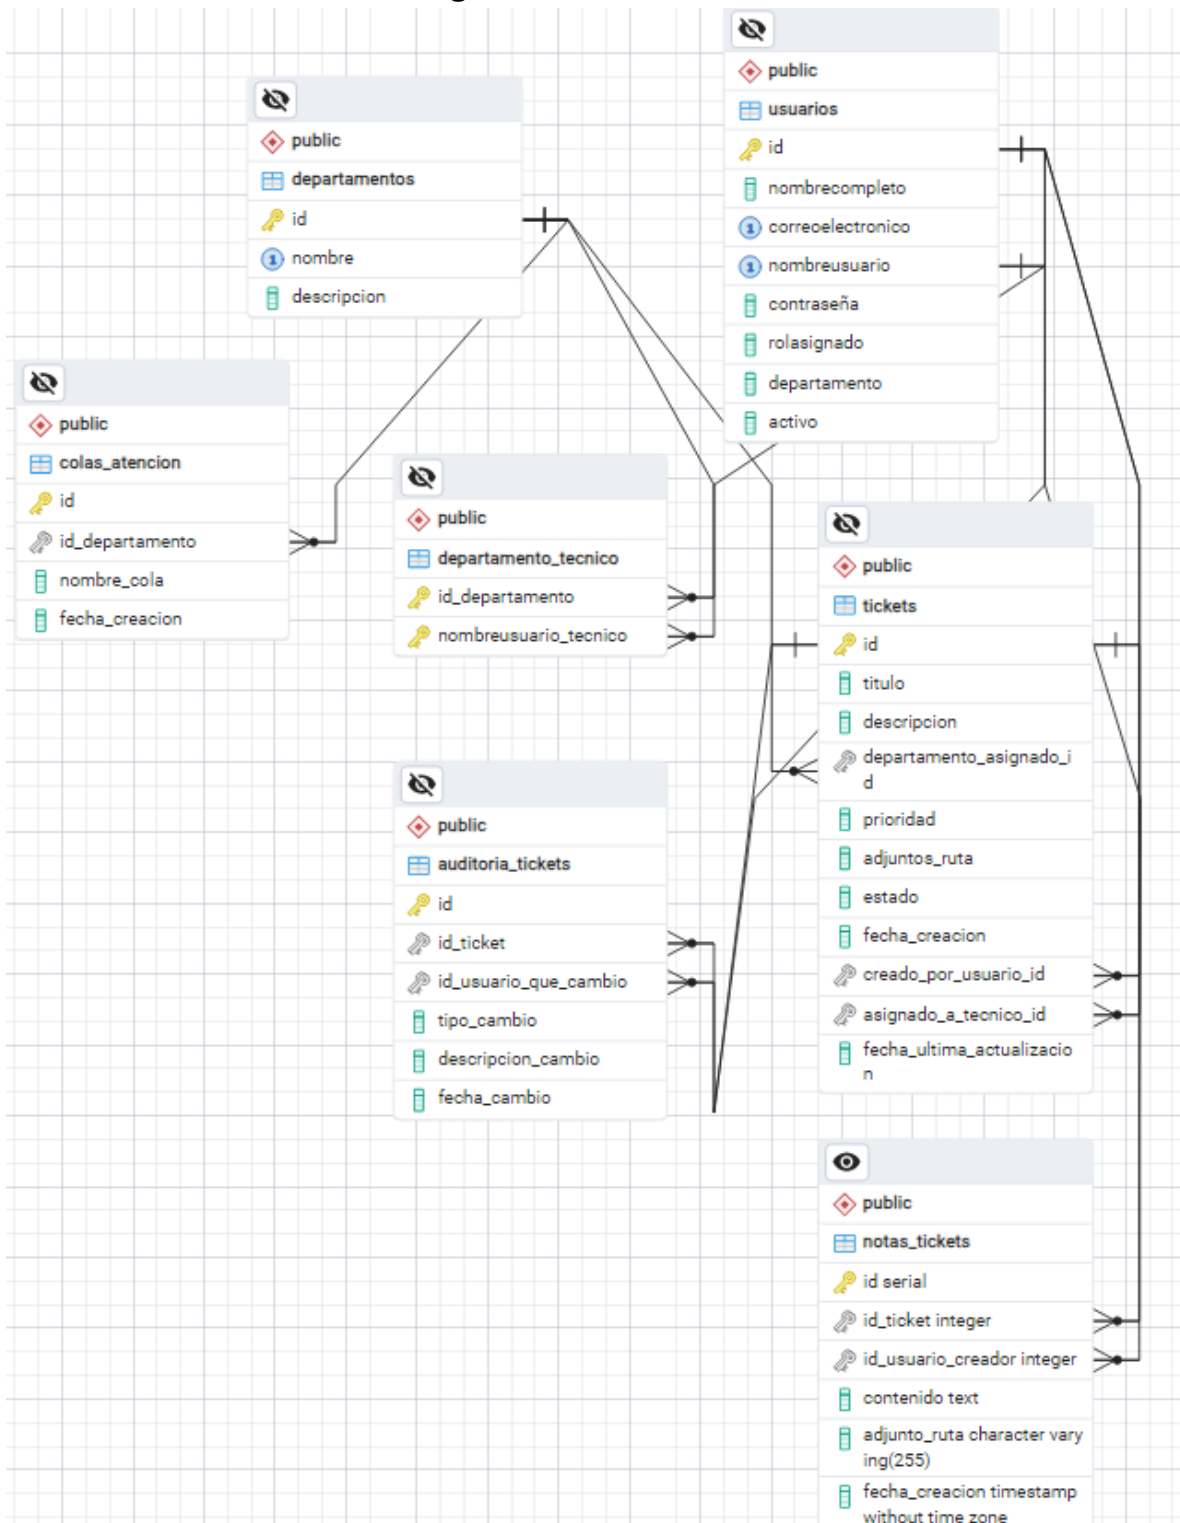 public
usuarios
id
nombrecompleto
correoelectronico
nombreusuario
contraseña
rolasignado
departamento
activo
public
departamentos
id
nombre
descripcion
public
colas_atencion
id
id_departamento
nombre_cola
fecha_creacion
public
departamento_tecnico
id_departamento
nombreusuario_tecnico
public
tickets
id
titulo
descripcion
departamento_asignado_i
d
prioridad
adjuntos_ruta
estado
fecha_creacion
creado_por_usuario_id
asignado_a_tecnico_id
fecha_ultima_actualizacio
n
public
auditoria_tickets
id
id_ticket
id_usuario_que_cambio
tipo_cambio
descripcion_cambio
fecha_cambio
public
notas_tickets
id serial
id_ticket integer
id_usuario_creador integer
contenido text
adjunto_ruta character vary
ing(255)
fecha_creacion timestamp
without time zone